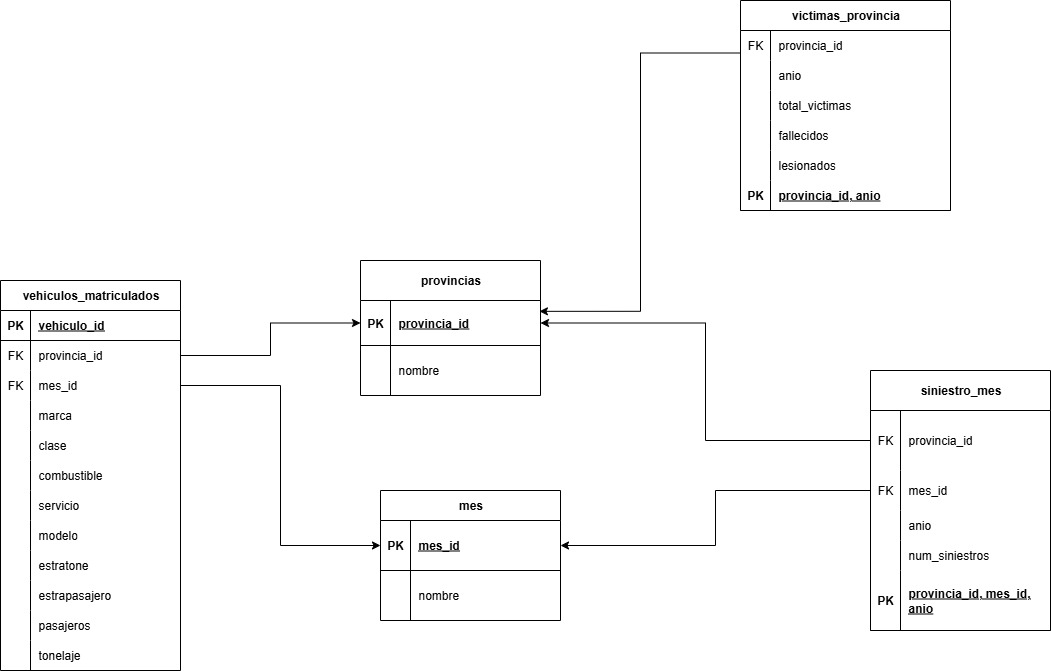 victimas_provincia
FK provincia_id
anio
total_victimas
fallecidos
lesionados
PK provincia_id, anio
provincias
PK provincia_id
nombre
vehiculos_matriculados
PK vehiculo_id
FK provincia_id
FK mes_id
marca
clase
combustible
servicio
modelo
estratone
estrapasajero
pasajeros
tonelaje
mes
PK mes_id
nombre
siniestro_mes
FK provincia_id
FK mes_id
anio
num_siniestros
PK provincia_id, mes_id,
anio